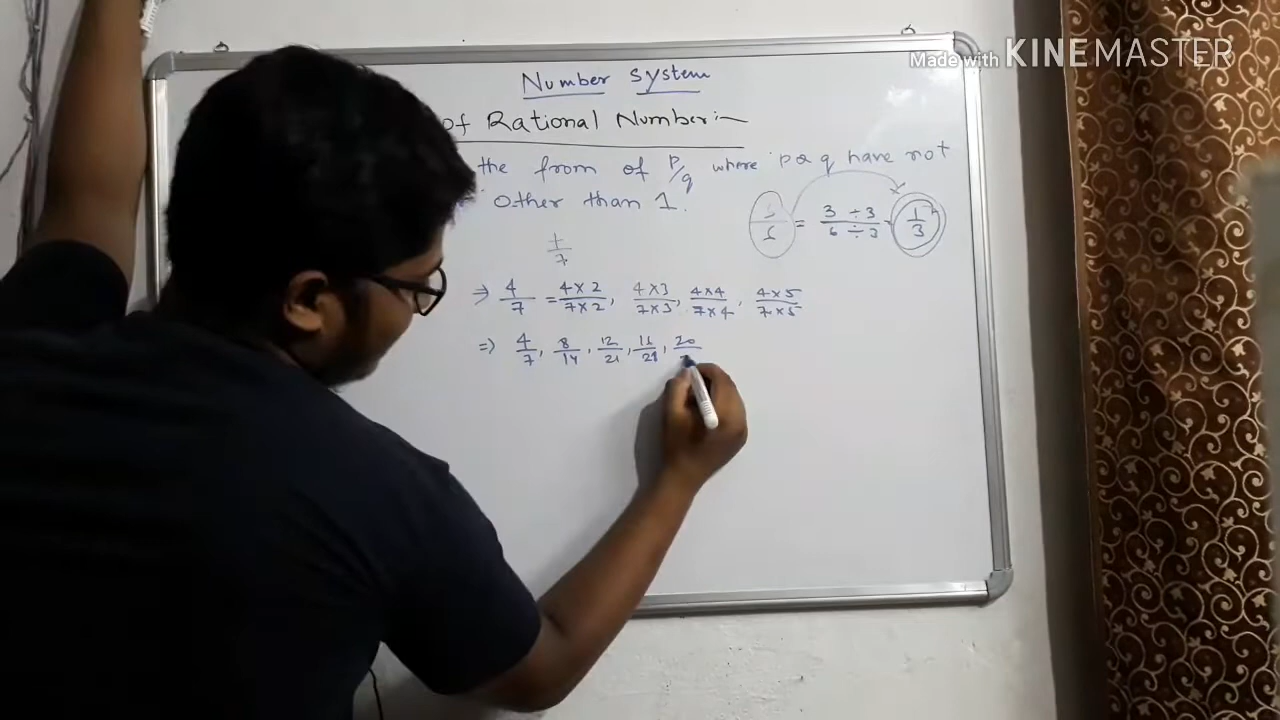 Made with KINEMASTER
Number system
of Rational Number:-
the from of P/q where p & q have not
Other than 1.
= 3 ÷3 / 6 ÷3 1/3
7
=> 4/7 = 4×2/7×2, 4×3/7×3, 4×4/7×4, 4×5/7×5
=> 4/7, 8/14, 12/21, 16/28, 20/